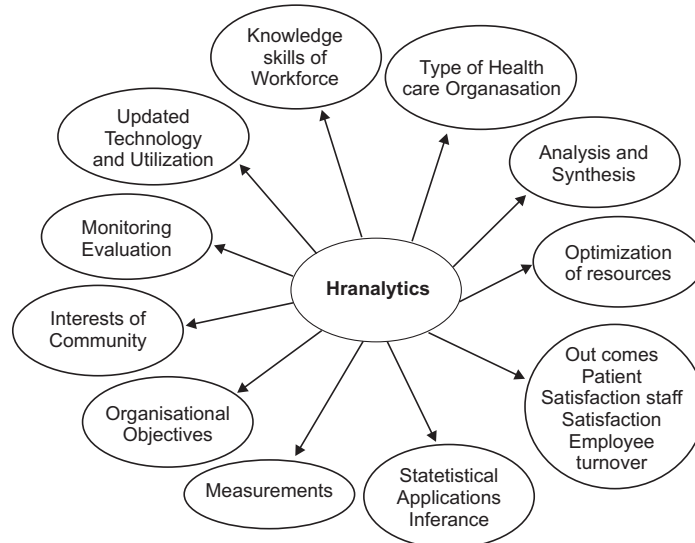 Knowledge
skills of
Workforce
Type of Health
care Organasation
Updated
Technology
and Utilization
Analysis and
Synthesis
Monitoring
Evaluation
Optimization
of resources
Hranalytics
Interests of
Community
Out comes
Patient
Satisfaction staff
Satisfaction
Employee
turnover
Organisational
Objectives
Measurements
Statetistical
Applications
Inferance